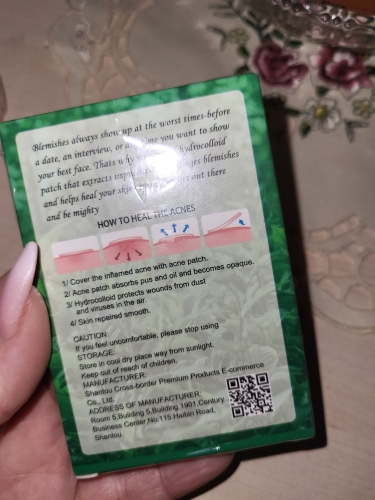 Blemishes always show up at the worst times-before
a date, an interview, or time you want to show
your best face. Thats why hydrocolloid
patch that extracts blemishes
and helps heal your skin out there
and be mighty
HOW TO HEAL THE ACNES
1/ Cover the inflamed acne with acne patch.
2/ Acne patch absorbs pus and oil and becomes opaque.
3/ Hydrocolloid protects wounds from dust
and viruses in the air.
4/ Skin repaired smooth.
CAUTION:
If you feel uncomfortable, please stop using
STORAGE:
Store in cool dry place way from sunlight.
Keep out of reach of children.
MANUFACTURER:
Shantou Cross-border Premium Products E-commerce
Co., Ltd.
ADDRESS OF MANUFACTURER:
Room 5,Building 5,Building 1901,Century
Business Center No.115 Haibin Road,
Shantou